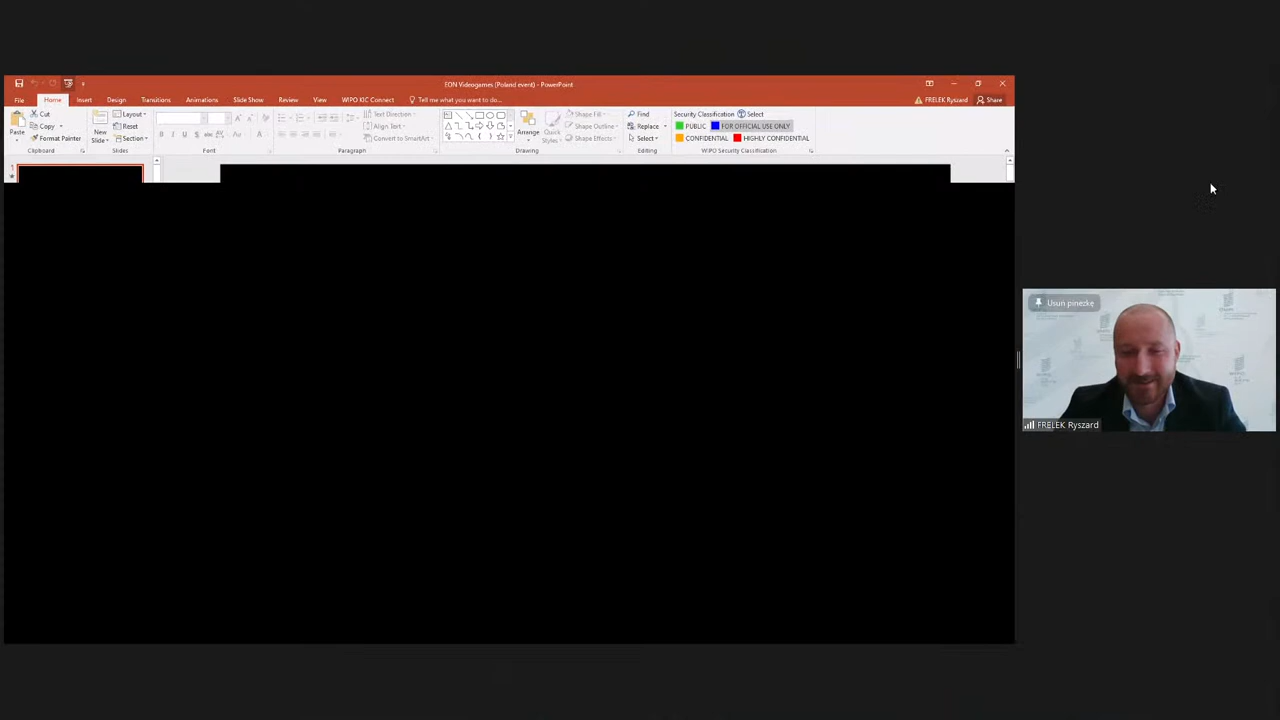 EON Videogames (Poland event) - PowerPoint
File Home Insert Design Transitions Animations Slide Show Review View WIPO KIC Connect Tell me what you want to do... FRELEK Ryszard Share
Paste
Cut
Copy
Format Painter
Clipboard
New
Slide
Layout
Reset
Section
Slides
Font
Text Direction
Align Text
Convert to SmartArt
Paragraph
Arrange
Quick
Styles
Shape Fill
Shape Outline
Shape Effects
Drawing
Find
Replace
Select
Editing
Security Classification Select
PUBLIC FOR OFFICIAL USE ONLY
CONFIDENTIAL HIGHLY CONFIDENTIAL
WIPO Security Classification
1
Usuń pinezkę
FRELEK Ryszard